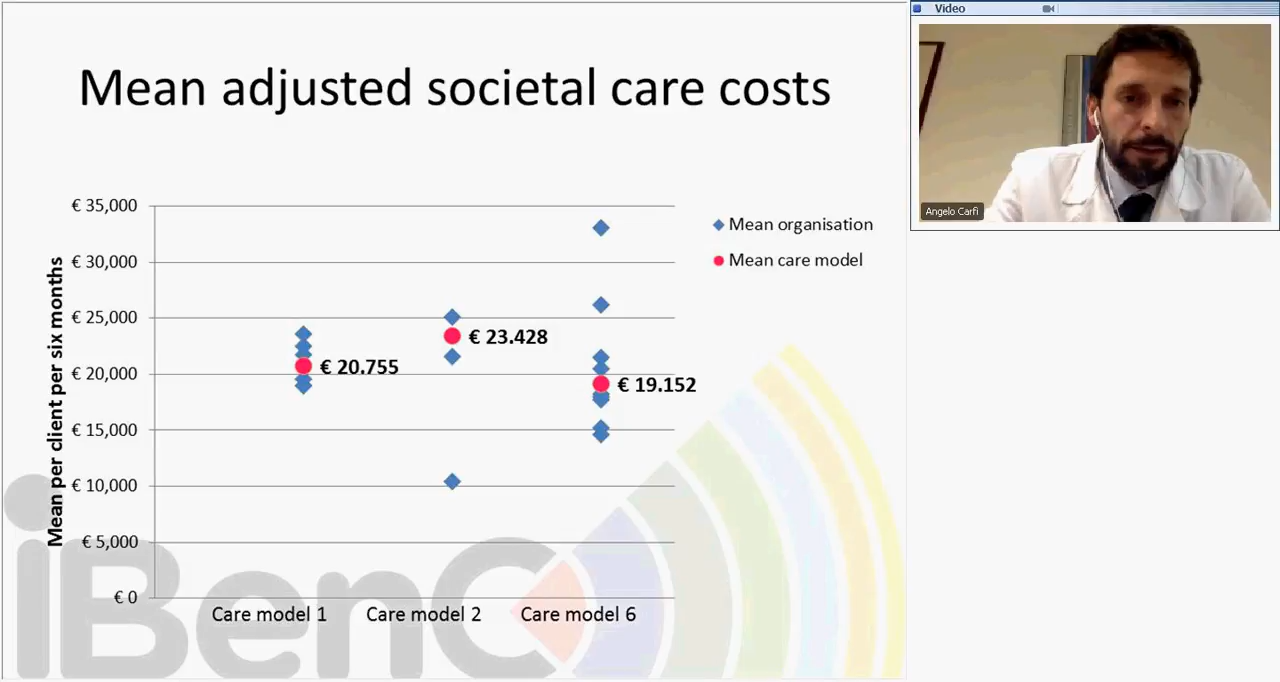 Mean adjusted societal care costs
Video
Angelo Carfi
Mean per client per six months
€ 35,000
€ 30,000
€ 25,000
€ 20,000
€ 15,000
€ 10,000
€ 5,000
€ 0
Mean organisation
Mean care model
€ 20.755
€ 23.428
€ 19.152
Care model 1
Care model 2
Care model 6
iBenC